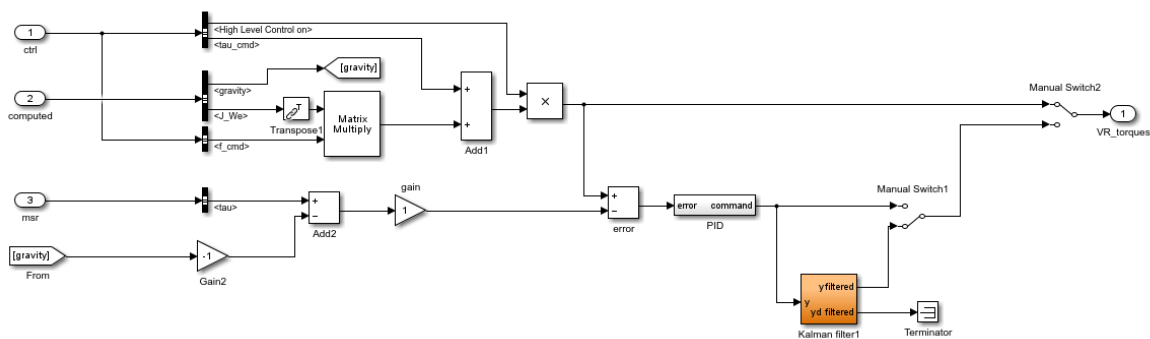 1
ctrl
<High Level Control on>
<tau_cmd>
[gravity]
<gravity>
2
computed
<J_We>
T
Transpose1
Matrix
Multiply
<f_cmd>
+
+
Add1
×
Manual Switch2
1
VR_torques
3
msr
<tau>
+
−
Add2
gain
1
+
−
error
error command
PID
Manual Switch1
[gravity]
From
-1
Gain2
y
yfiltered
yd filtered
Kalman filter1
Terminator